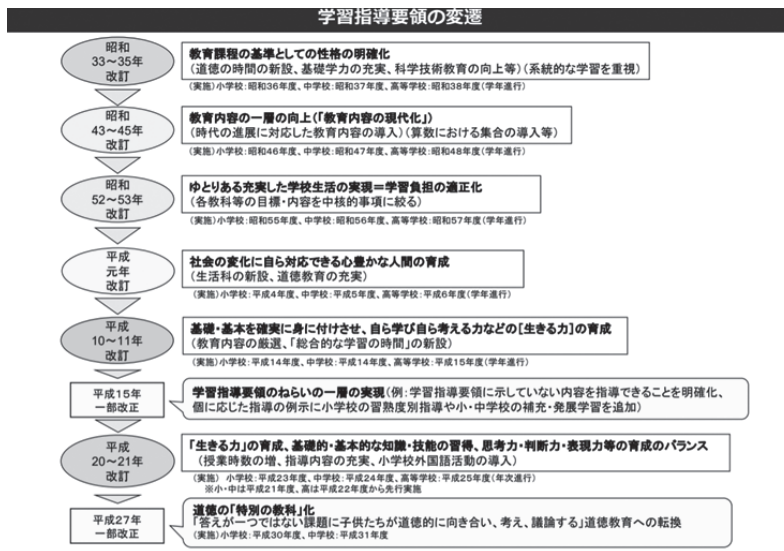 学習指導要領の変遷
昭和
33～35年
改訂
教育課程の基準としての性格の明確化
(道徳の時間の新設、基礎学力の充実、科学技術教育の向上等)(系統的な学習を重視)
(実施)小学校:昭和36年度、中学校:昭和37年度、高等学校:昭和38年度(学年進行)
昭和
43～45年
改訂
教育内容の一層の向上(「教育内容の現代化」)
(時代の進展に対応した教育内容の導入)(算数における集合の導入等)
(実施)小学校:昭和46年度、中学校:昭和47年度、高等学校:昭和48年度(学年進行)
昭和
52～53年
改訂
ゆとりある充実した学校生活の実現＝学習負担の適正化
(各教科等の目標・内容を中核的事項に絞る)
(実施)小学校:昭和55年度、中学校:昭和56年度、高等学校:昭和57年度(学年進行)
平成
元年
改訂
社会の変化に自ら対応できる心豊かな人間の育成
(生活科の新設、道徳教育の充実)
(実施)小学校:平成4年度、中学校:平成5年度、高等学校:平成6年度(学年進行)
平成
10～11年
改訂
基礎・基本を確実に身に付けさせ、自ら学び自ら考える力などの[生きる力]の育成
(教育内容の厳選、「総合的な学習の時間」の新設)
(実施)小学校:平成14年度、中学校:平成14年度、高等学校:平成15年度(学年進行)
平成15年
一部改正
学習指導要領のねらいの一層の実現(例:学習指導要領に示していない内容を指導できることを明確化、
個に応じた指導の例示に小学校の習熟度別指導や小・中学校の補充・発展学習を追加)
平成
20～21年
改訂
「生きる力」の育成、基礎的・基本的な知識・技能の習得、思考力・判断力・表現力等の育成のバランス
(授業時数の増、指導内容の充実、小学校外国語活動の導入)
(実施) 小学校:平成23年度、中学校:平成24年度、高等学校:平成25年度(年次進行)
※小・中は平成21年度、高は平成22年度から先行実施
平成27年
一部改正
道徳の「特別の教科」化
「答えが一つではない課題に子供たちが道徳的に向き合い、考え、議論する」道徳教育への転換
(実施)小学校:平成30年度、中学校:平成31年度